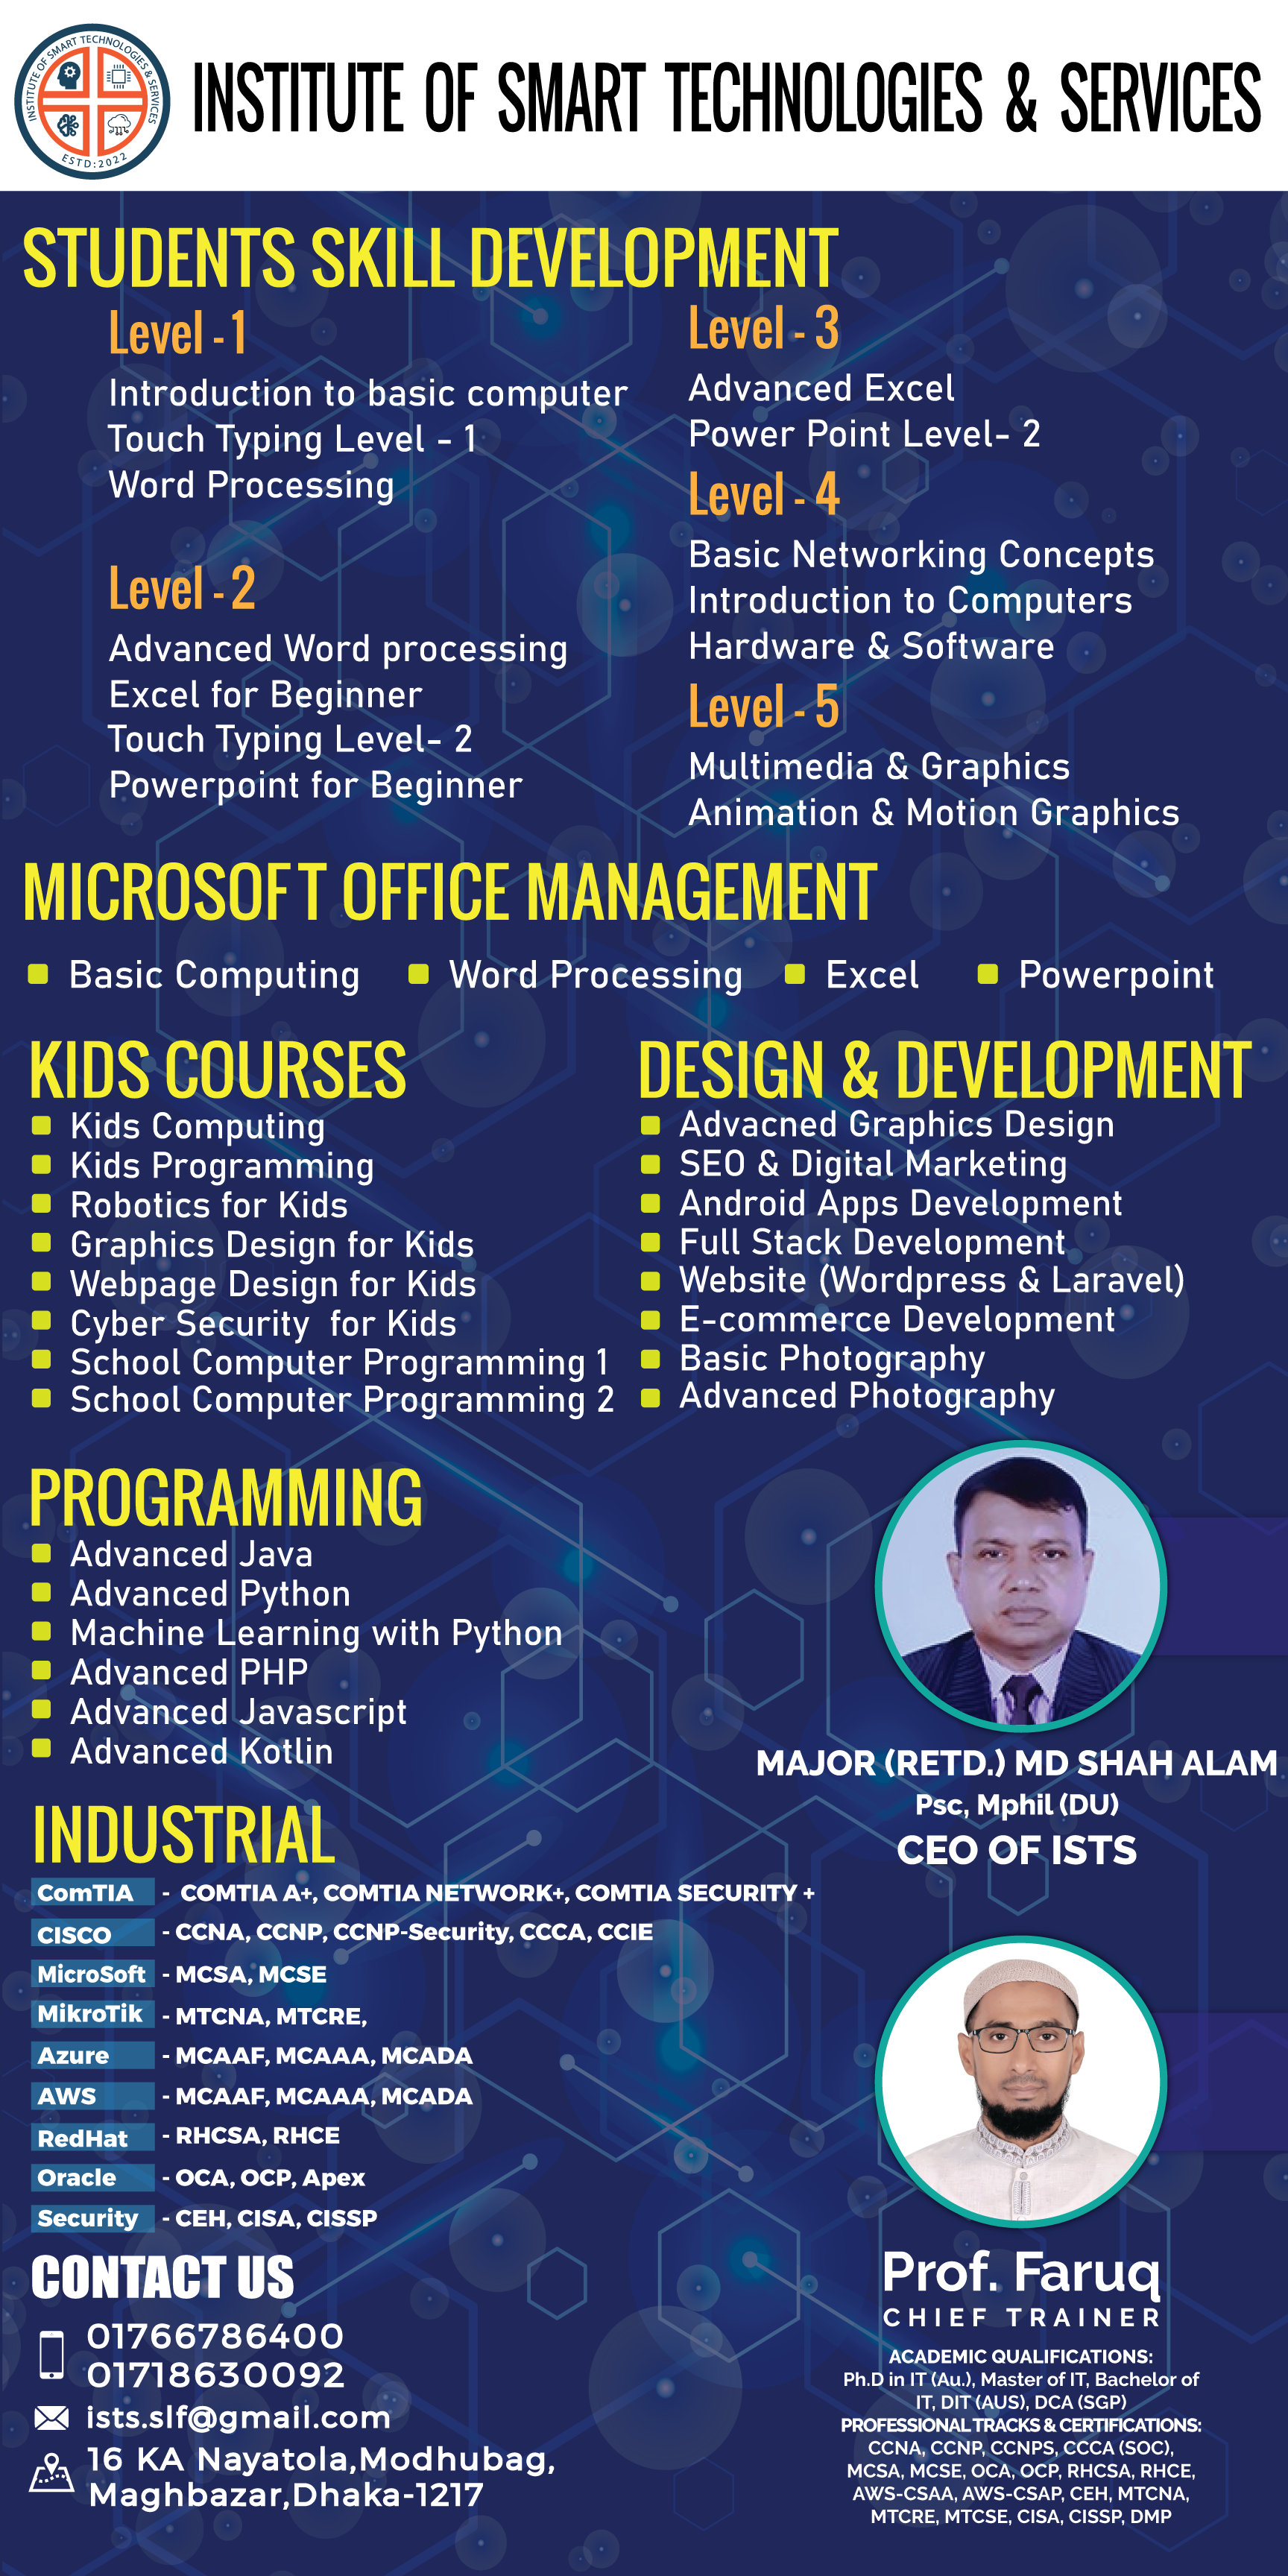 INSTITUTE OF SMART TECHNOLOGIES & SERVICES
ESTD:2022
INSTITUTE OF SMART TECHNOLOGIES & SERVICES
STUDENTS SKILL DEVELOPMENT
Level - 1
Introduction to basic computer
Touch Typing Level - 1
Word Processing
Level - 2
Advanced Word processing
Excel for Beginner
Touch Typing Level- 2
Powerpoint for Beginner
Level - 3
Advanced Excel
Power Point Level- 2
Level - 4
Basic Networking Concepts
Introduction to Computers
Hardware & Software
Level - 5
Multimedia & Graphics
Animation & Motion Graphics
MICROSOFT OFFICE MANAGEMENT
Basic Computing Word Processing Excel Powerpoint
KIDS COURSES
Kids Computing
Kids Programming
Robotics for Kids
Graphics Design for Kids
Webpage Design for Kids
Cyber Security for Kids
School Computer Programming 1
School Computer Programming 2
DESIGN & DEVELOPMENT
Advacned Graphics Design
SEO & Digital Marketing
Android Apps Development
Full Stack Development
Website (Wordpress & Laravel)
E-commerce Development
Basic Photography
Advanced Photography
PROGRAMMING
Advanced Java
Advanced Python
Machine Learning with Python
Advanced PHP
Advanced Javascript
Advanced Kotlin
MAJOR (RETD.) MD SHAH ALAM
Psc, Mphil (DU)
CEO OF ISTS
INDUSTRIAL
ComTIA - COMTIA A+, COMTIA NETWORK+, COMTIA SECURITY +
CISCO - CCNA, CCNP, CCNP-Security, CCCA, CCIE
MicroSoft - MCSA, MCSE
MikroTik - MTCNA, MTCRE,
Azure - MCAAF, MCAAA, MCADA
AWS - MCAAF, MCAAA, MCADA
RedHat - RHCSA, RHCE
Oracle - OCA, OCP, Apex
Security - CEH, CISA, CISSP
CONTACT US
01766786400
01718630092
ists.slf@gmail.com
16 KA Nayatola,Modhubag,
Maghbazar,Dhaka-1217
Prof. Faruq
CHIEF TRAINER
ACADEMIC QUALIFICATIONS:
Ph.D in IT (Au.), Master of IT, Bachelor of
IT, DIT (AUS), DCA (SGP)
PROFESSIONAL TRACKS & CERTIFICATIONS:
CCNA, CCNP, CCNPS, CCCA (SOC),
MCSA, MCSE, OCA, OCP, RHCSA, RHCE,
AWS-CSAA, AWS-CSAP, CEH, MTCNA,
MTCRE, MTCSE, CISA, CISSP, DMP